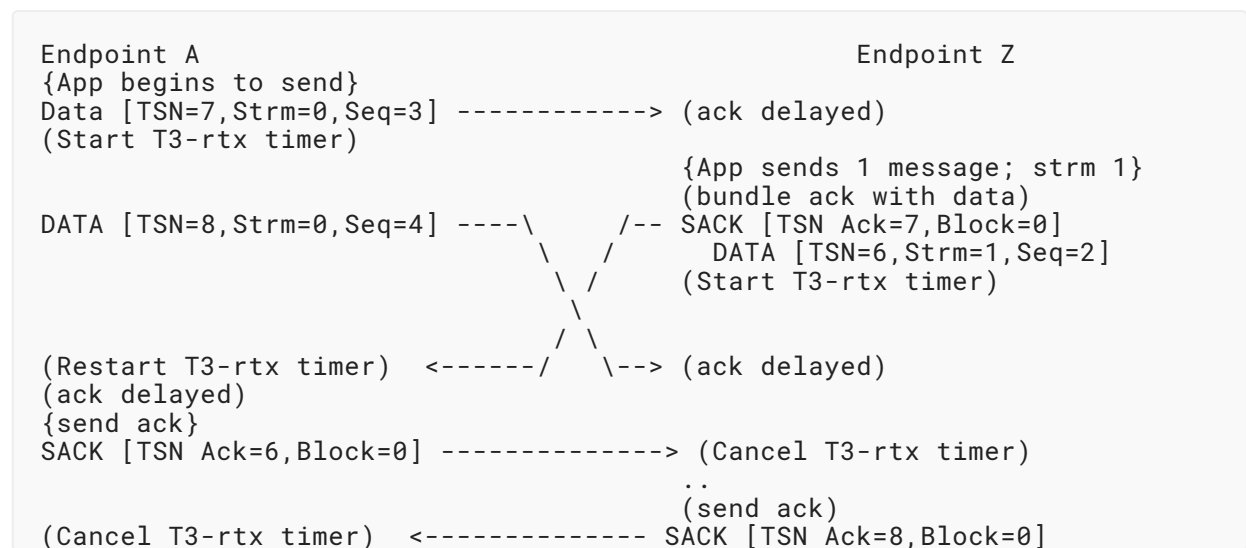 Endpoint A                                         Endpoint Z
{App begins to send}
Data [TSN=7,Strm=0,Seq=3] ------------> (ack delayed)
(Start T3-rtx timer)
                                        {App sends 1 message; strm 1}
                                        (bundle ack with data)
DATA [TSN=8,Strm=0,Seq=4] ----\     /-- SACK [TSN Ack=7,Block=0]
                               \   /      DATA [TSN=6,Strm=1,Seq=2]
                                \ /     (Start T3-rtx timer)
                                 \
                                / \
(Restart T3-rtx timer)  <------/   \--> (ack delayed)
(ack delayed)
{send ack}
SACK [TSN Ack=6,Block=0] --------------> (Cancel T3-rtx timer)
                                        ..
                                        (send ack)
(Cancel T3-rtx timer)  <-------------- SACK [TSN Ack=8,Block=0]